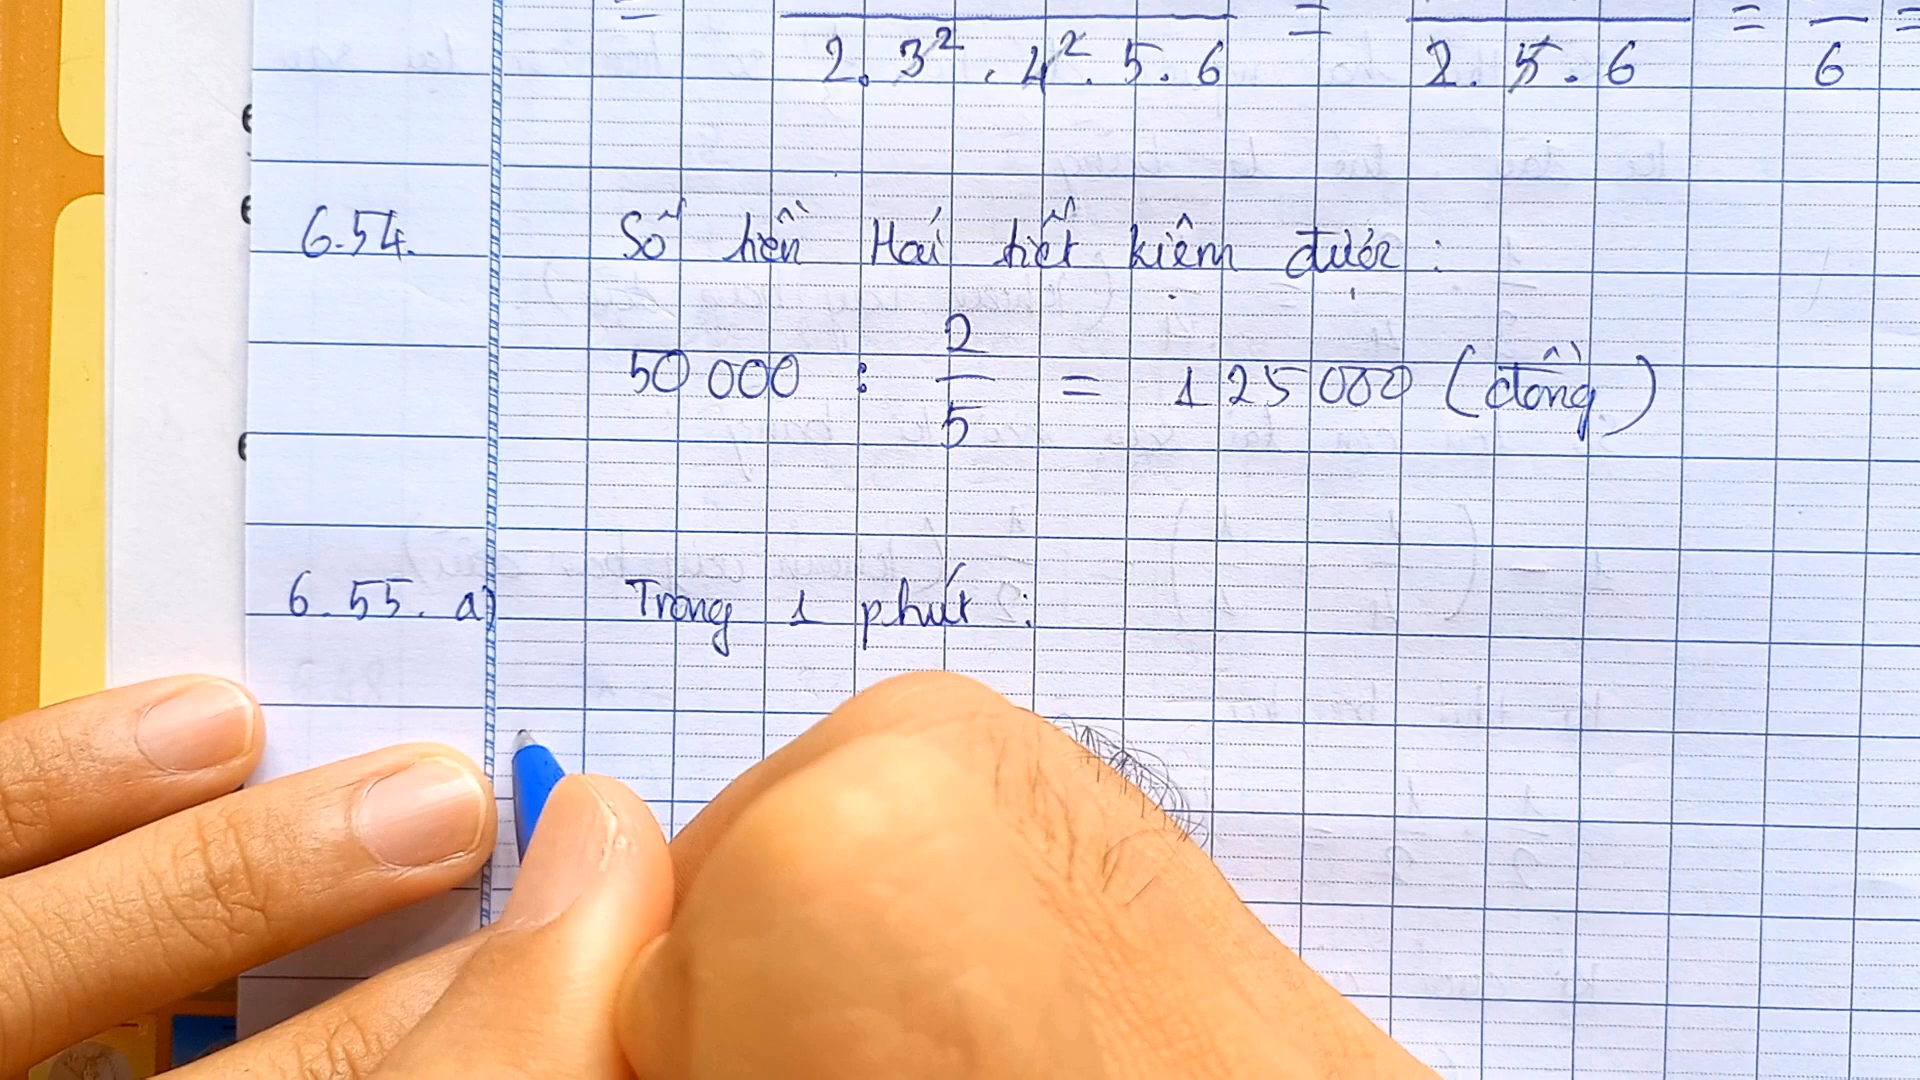 = 2.3².4².5.6 = 2.5.6 = 6 =
6.54. Số tiền Hải tiết kiệm được :
50 000 : 2/5 = 125 000 (đồng)
6.55. a) Trong 1 phút :